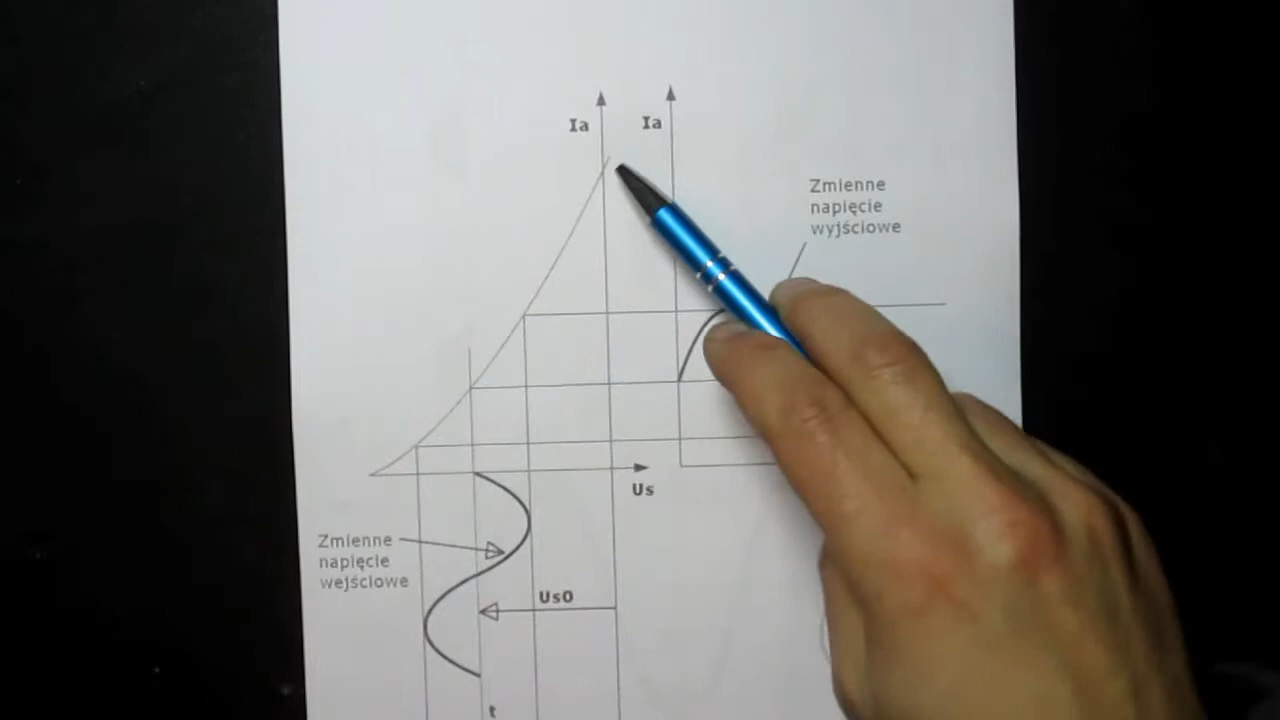 Ia
Ia
Zmienne
napięcie
wyjściowe
Us
Zmienne
napięcie
wejściowe
Us0
t